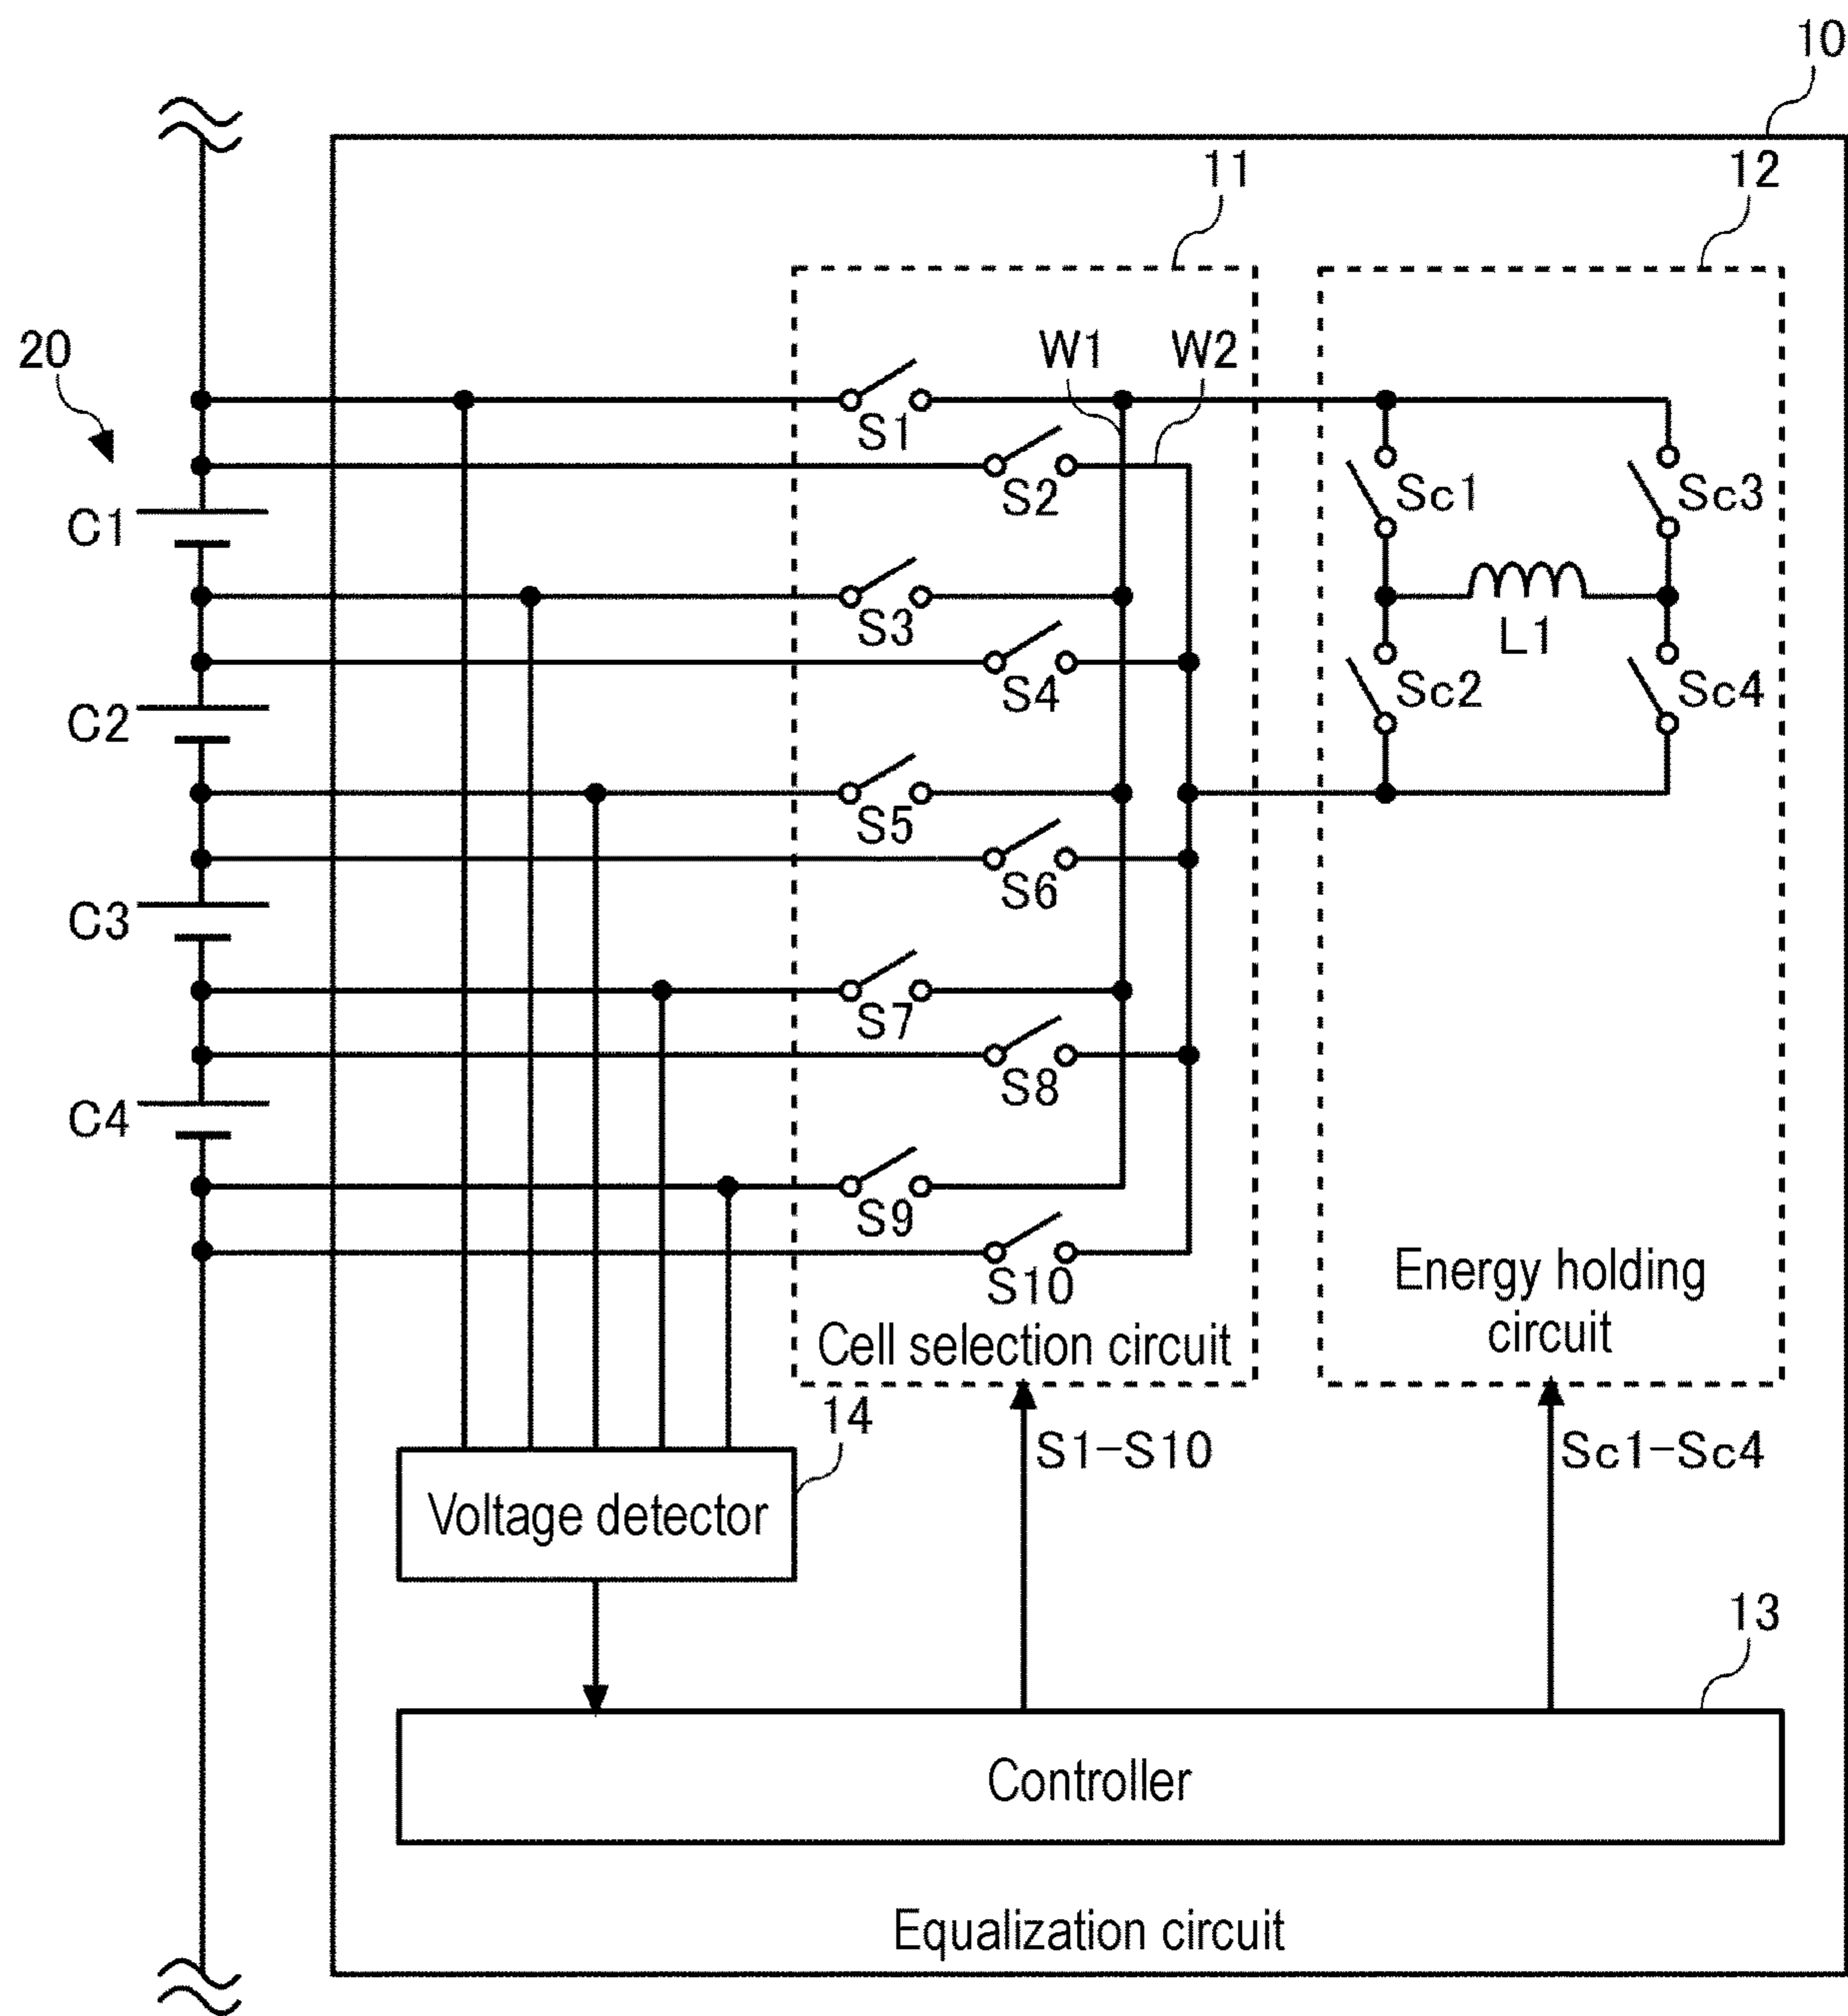 10
11
12
20
W1
W2
S1
S2
Sc1
Sc3
C1
S3
L1
S4
Sc2
Sc4
C2
S5
S6
C3
S7
S8
C4
S9
S10
Energy holding
circuit
Cell selection circuit
14
S1-S10
Sc1-Sc4
Voltage detector
13
Controller
Equalization circuit